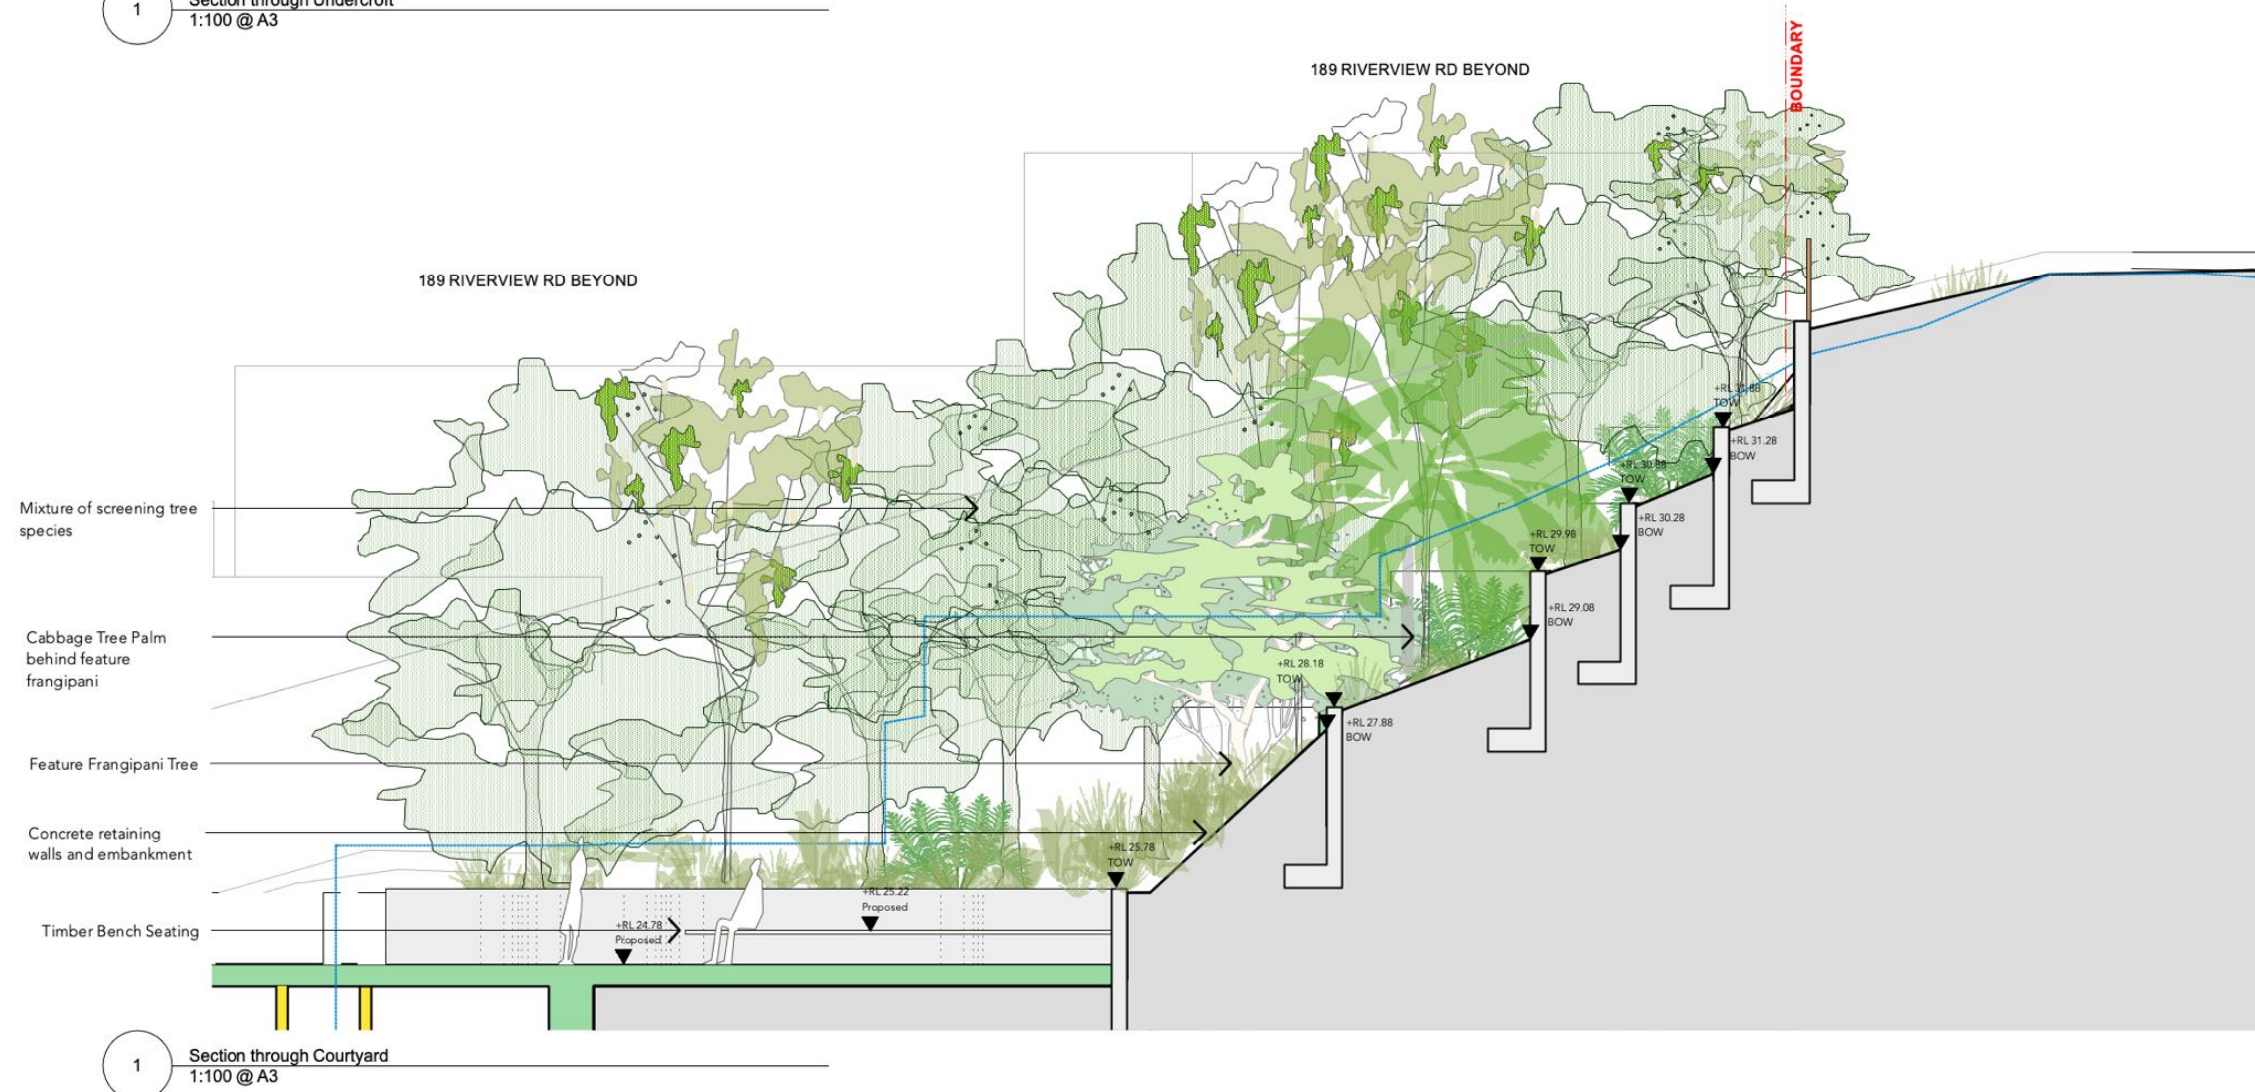 1
Section through Undercroft
1:100 @ A3
BOUNDARY
189 RIVERVIEW RD BEYOND
189 RIVERVIEW RD BEYOND
+RL 31.88
TOW
+RL 31.28
BOW
+RL 30.88
TOW
+RL 30.28
BOW
+RL 29.98
TOW
+RL 29.08
BOW
+RL 28.18
TOW
+RL 27.88
BOW
+RL 25.78
TOW
+RL 25.22
Proposed
+RL 24.78
Proposed
Mixture of screening tree
species
Cabbage Tree Palm
behind feature
frangipani
Feature Frangipani Tree
Concrete retaining
walls and embankment
Timber Bench Seating
1
Section through Courtyard
1:100 @ A3